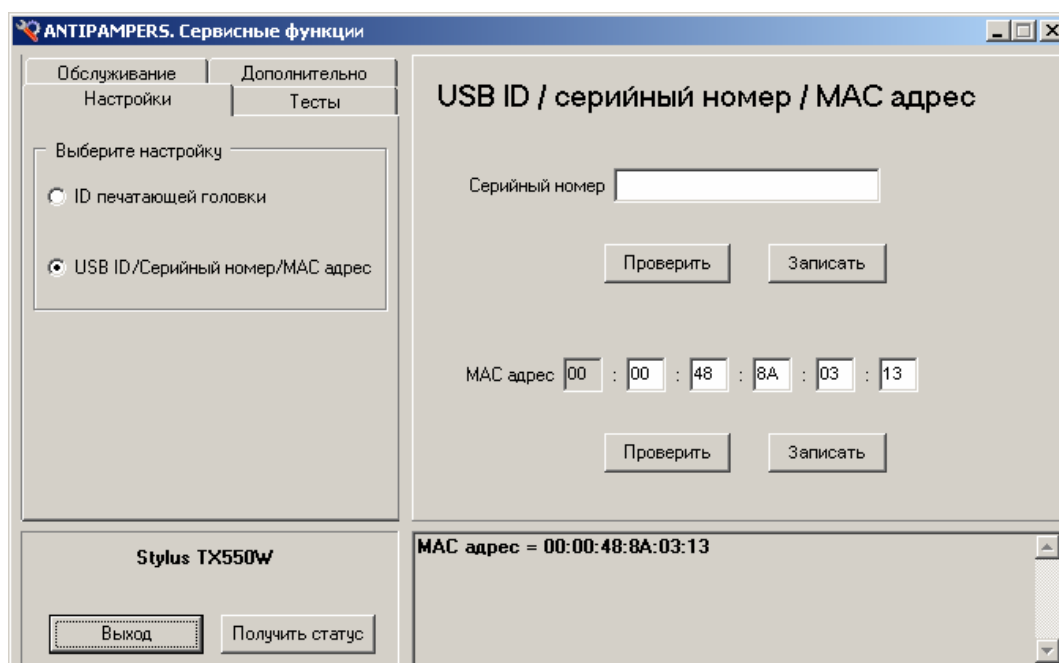 ANTIPAMPERS. Сервисные функции
Обслуживание
Дополнительно
Настройки
Тесты
Выберите настройку
ID печатающей головки
USB ID/Серийный номер/MAC адрес
USB ID / серийный номер / MAC адрес
Серийный номер
Проверить
Записать
MAC адрес 00 : 00 : 48 : 8A : 03 : 13
Проверить
Записать
Stylus TX550W
Выход
Получить статус
MAC адрес = 00:00:48:8A:03:13